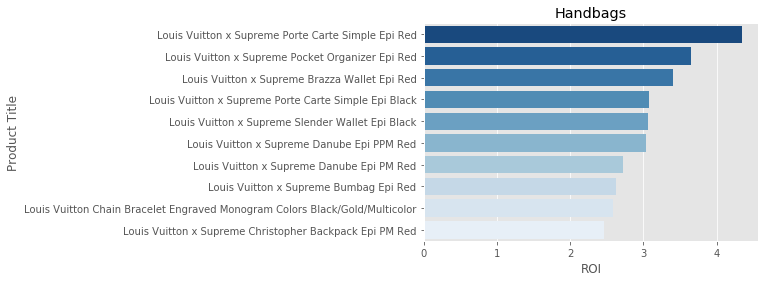 Handbags
Product Title
Louis Vuitton x Supreme Porte Carte Simple Epi Red
Louis Vuitton x Supreme Pocket Organizer Epi Red
Louis Vuitton x Supreme Brazza Wallet Epi Red
Louis Vuitton x Supreme Porte Carte Simple Epi Black
Louis Vuitton x Supreme Slender Wallet Epi Black
Louis Vuitton x Supreme Danube Epi PPM Red
Louis Vuitton x Supreme Danube Epi PM Red
Louis Vuitton x Supreme Bumbag Epi Red
Louis Vuitton Chain Bracelet Engraved Monogram Colors Black/Gold/Multicolor
Louis Vuitton x Supreme Christopher Backpack Epi PM Red
0 1 2 3 4
ROI